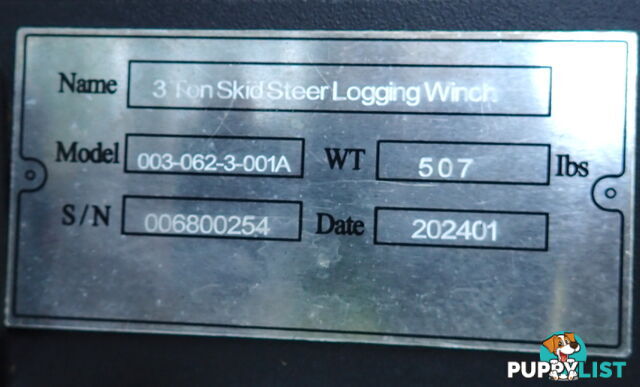 Name 3 Ton Skid Steer Logging Winch
Model 003-062-3-001A WT 507 lbs
S/N 006800254 Date 202401
PUPPYLIST